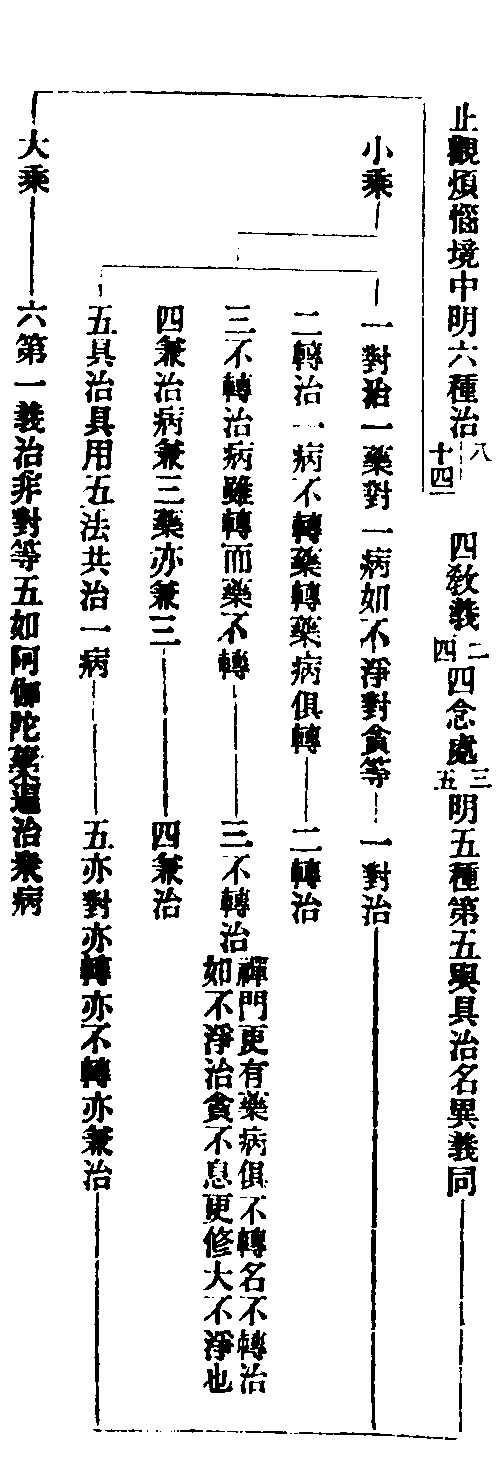 止觀煩惱境中明六種治八十四 四敎義二四四念處三五明五種第五與具治名異義同
小乘
一對治一藥對一病如不淨對貪等 一對治
二轉治一病不轉藥轉藥病俱轉 二轉治
三不轉治病雖轉而藥不轉 三不轉治禪門更有藥病俱不轉名不轉治如不淨治貪不息更修大不淨也
四兼治病兼三藥亦兼三 四兼治
五具治具用五法共治一病 五亦對亦轉亦不轉亦兼治
大乘 六第一義治非對等五如阿伽陀藥遍治衆病